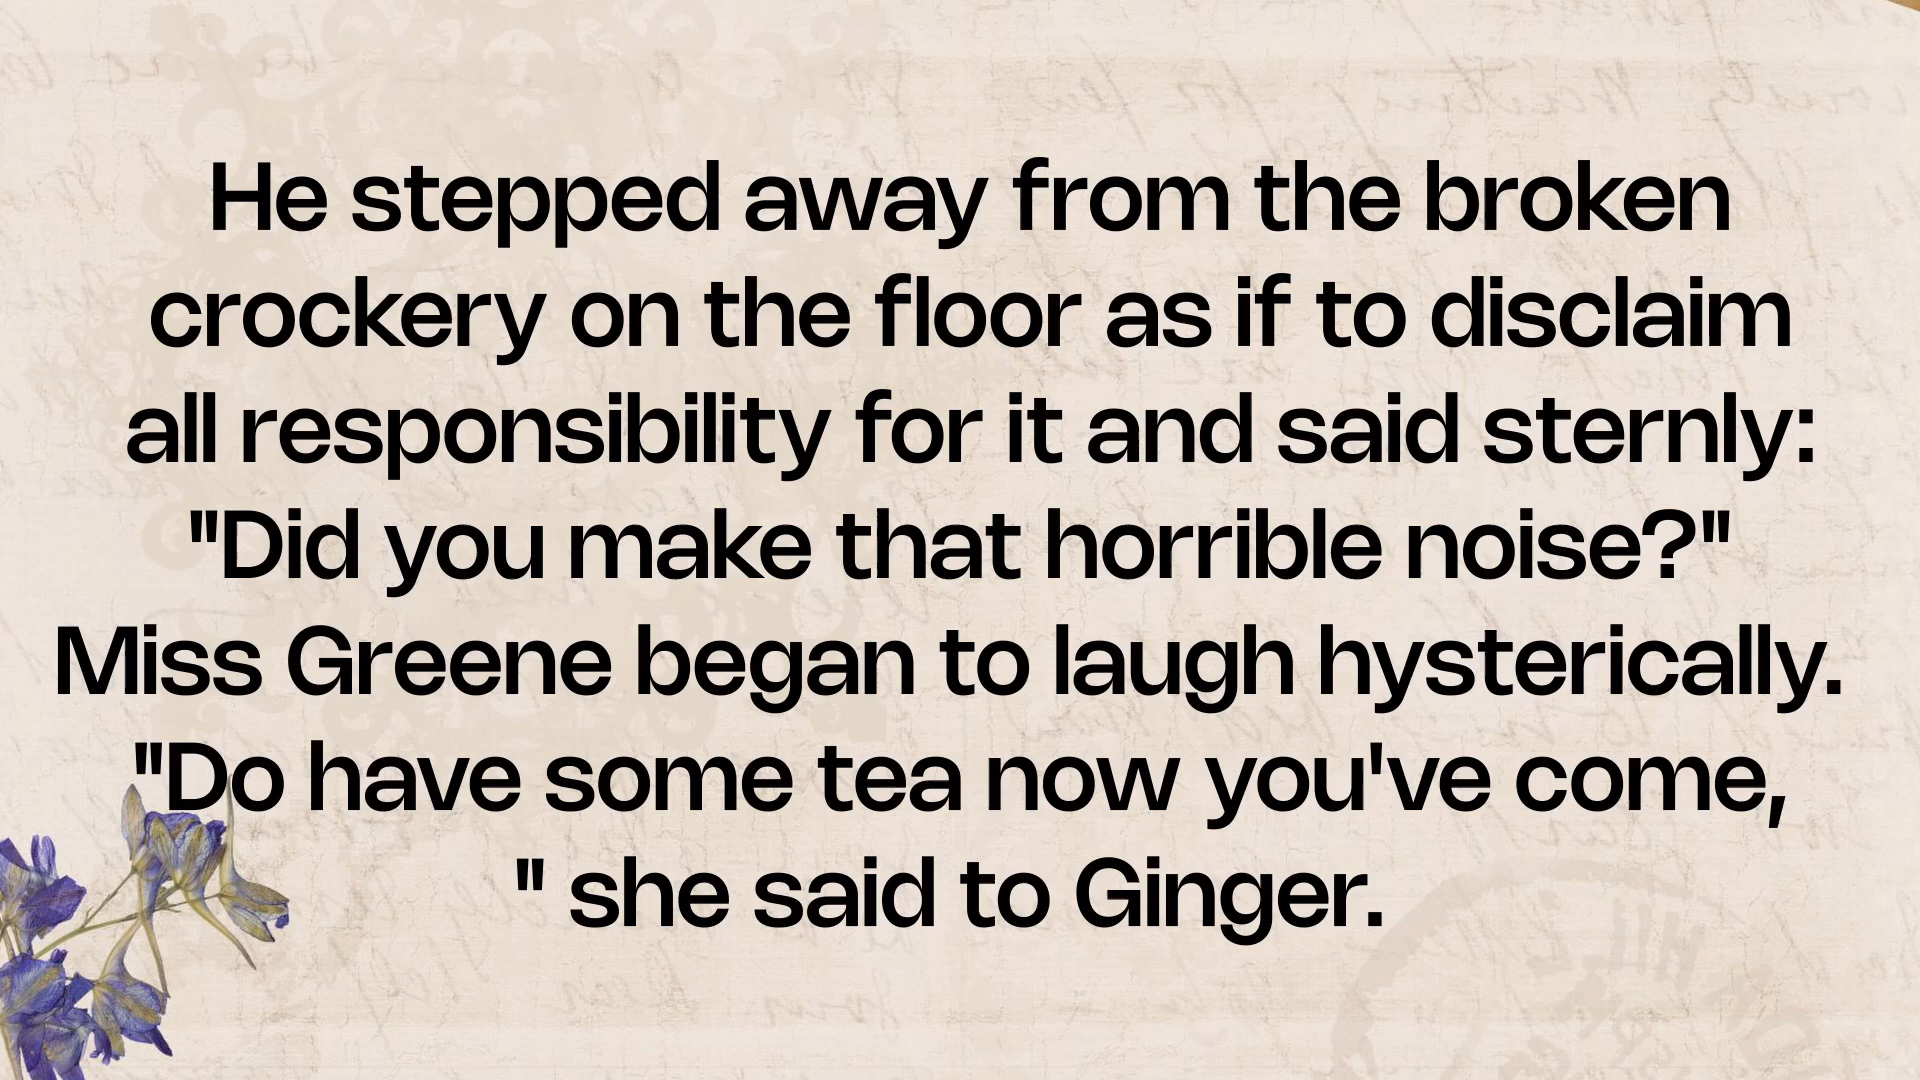 He stepped away from the broken
crockery on the floor as if to disclaim
all responsibility for it and said sternly:
"Did you make that horrible noise?"
Miss Greene began to laugh hysterically.
"Do have some tea now you've come,
" she said to Ginger.